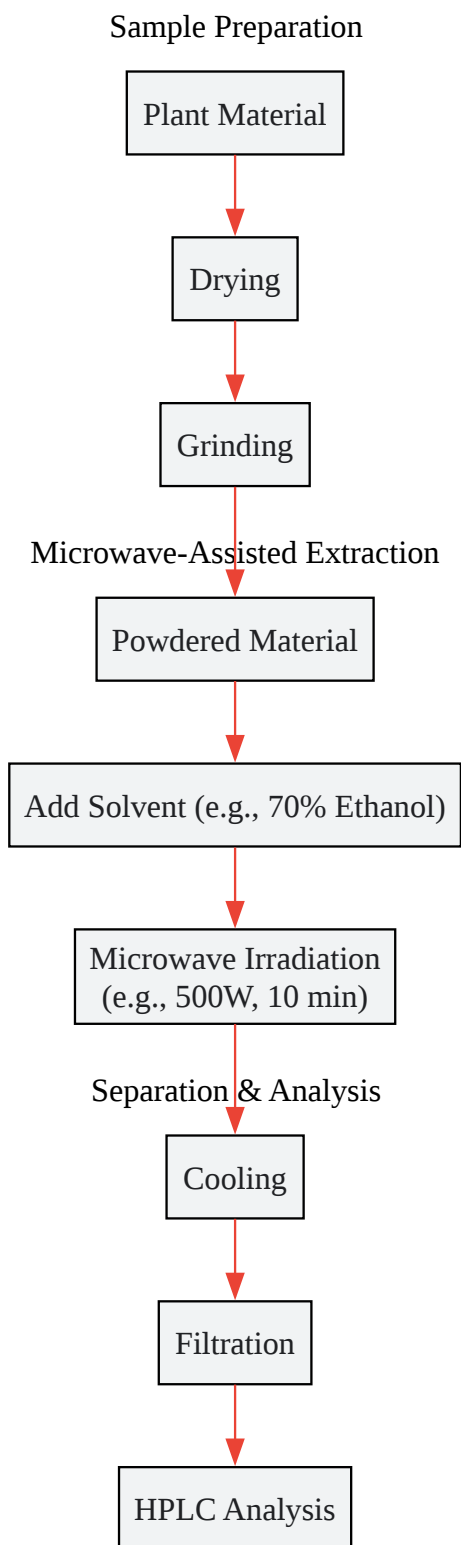 Sample Preparation
Plant Material
Drying
Grinding
Microwave-Assisted Extraction
Powdered Material
Add Solvent (e.g., 70% Ethanol)
Microwave Irradiation
(e.g., 500W, 10 min)
Separation & Analysis
Cooling
Filtration
HPLC Analysis